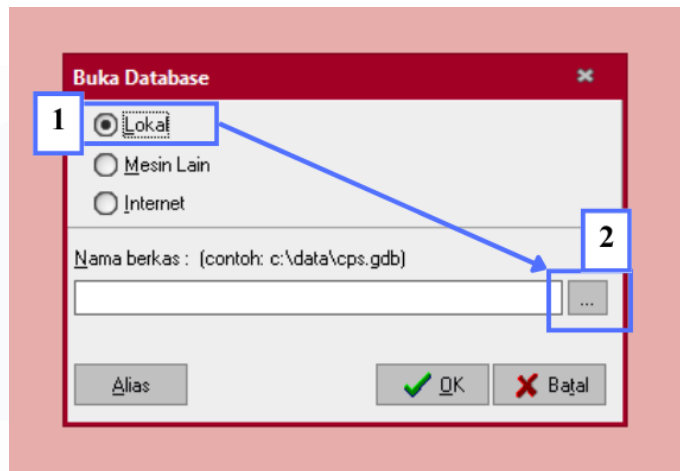 Buka Database
1
Lokal
Mesin Lain
Internet
2
Nama berkas : (contoh: c:\data\cps.gdb)
...
Alias
OK
Batal